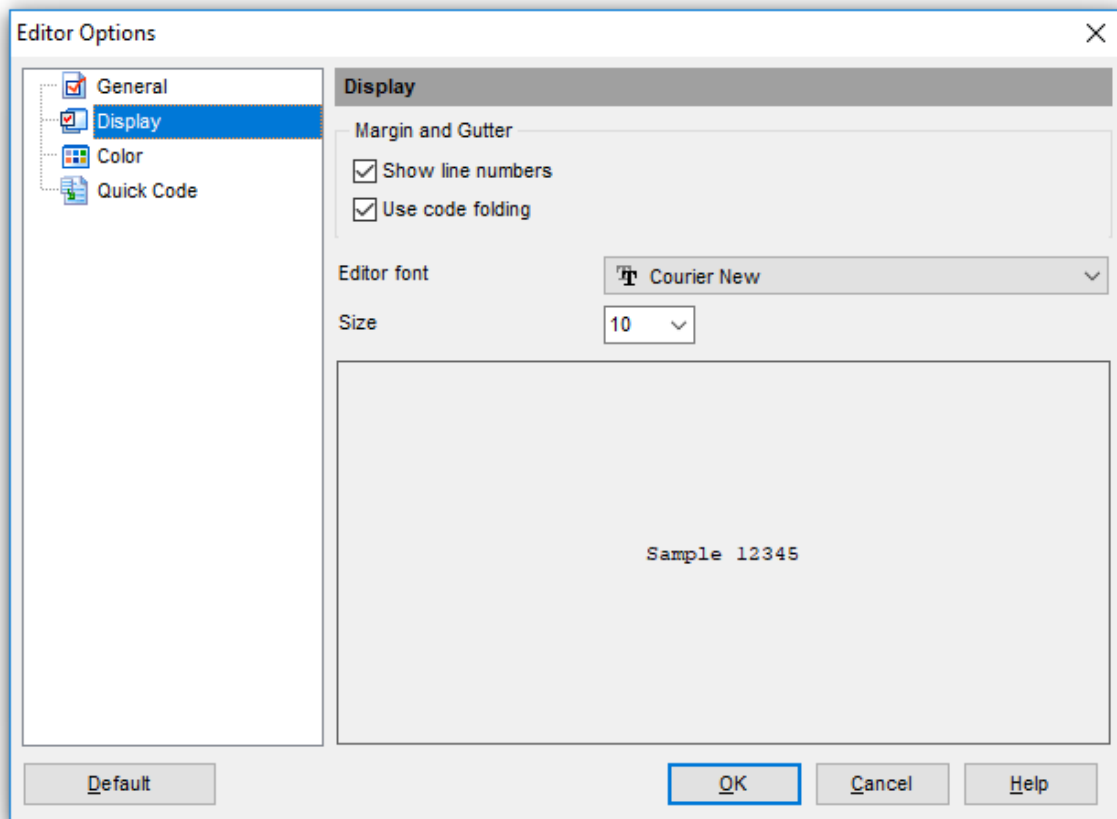 Editor Options
General
Display
Color
Quick Code
Display
Margin and Gutter
Show line numbers
Use code folding
Editor font
Courier New
Size
10
Sample 12345
Default
OK
Cancel
Help